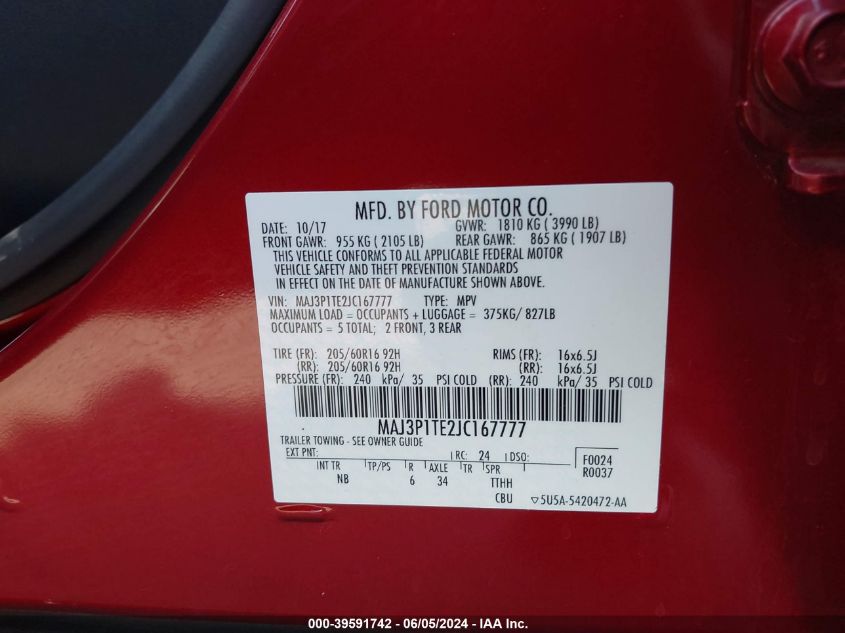 MFD. BY FORD MOTOR CO.
DATE: 10/17 GVWR: 1810 KG ( 3990 LB)
FRONT GAWR: 955 KG ( 2105 LB) REAR GAWR: 865 KG ( 1907 LB)
THIS VEHICLE CONFORMS TO ALL APPLICABLE FEDERAL MOTOR
VEHICLE SAFETY AND THEFT PREVENTION STANDARDS
IN EFFECT ON THE DATE OF MANUFACTURE SHOWN ABOVE.
VIN: MAJ3P1TE2JC167777 TYPE: MPV
MAXIMUM LOAD = OCCUPANTS + LUGGAGE = 375KG/ 827LB
OCCUPANTS = 5 TOTAL; 2 FRONT, 3 REAR
TIRE (FR): 205/60R16 92H RIMS (FR): 16x6.5J
(RR): 205/60R16 92H (RR): 16x6.5J
PRESSURE (FR): 240 kPa/ 35 PSI COLD (RR): 240 kPa/ 35 PSI COLD
MAJ3P1TE2JC167777
TRAILER TOWING - SEE OWNER GUIDE
EXT PNT: RC: 24 DSO: F0024
R0037
INT TR TP/PS R AXLE TR SPR
NB 6 34 TTHH
CBU ▽5U5A-5420472-AA
000-39591742 - 06/05/2024 - IAA Inc.